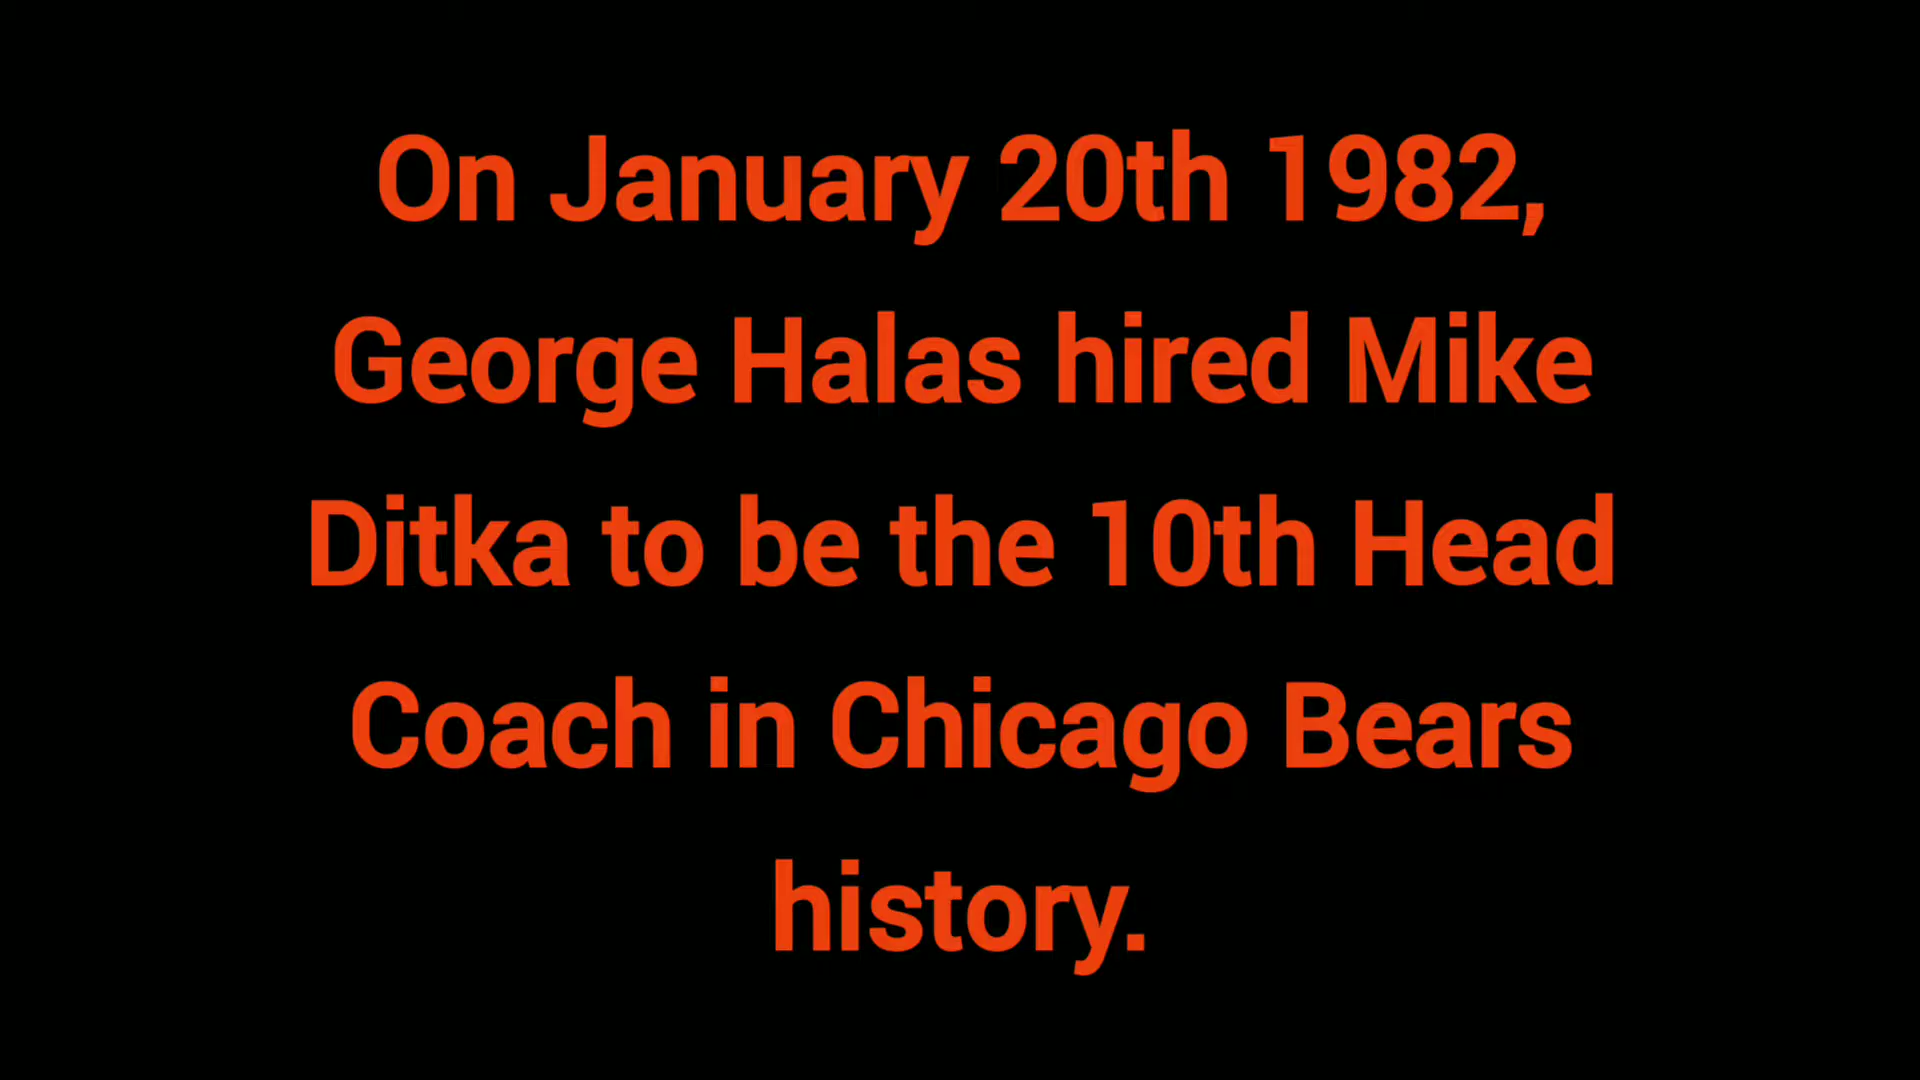 On January 20th 1982,
George Halas hired Mike
Ditka to be the 10th Head
Coach in Chicago Bears
history.